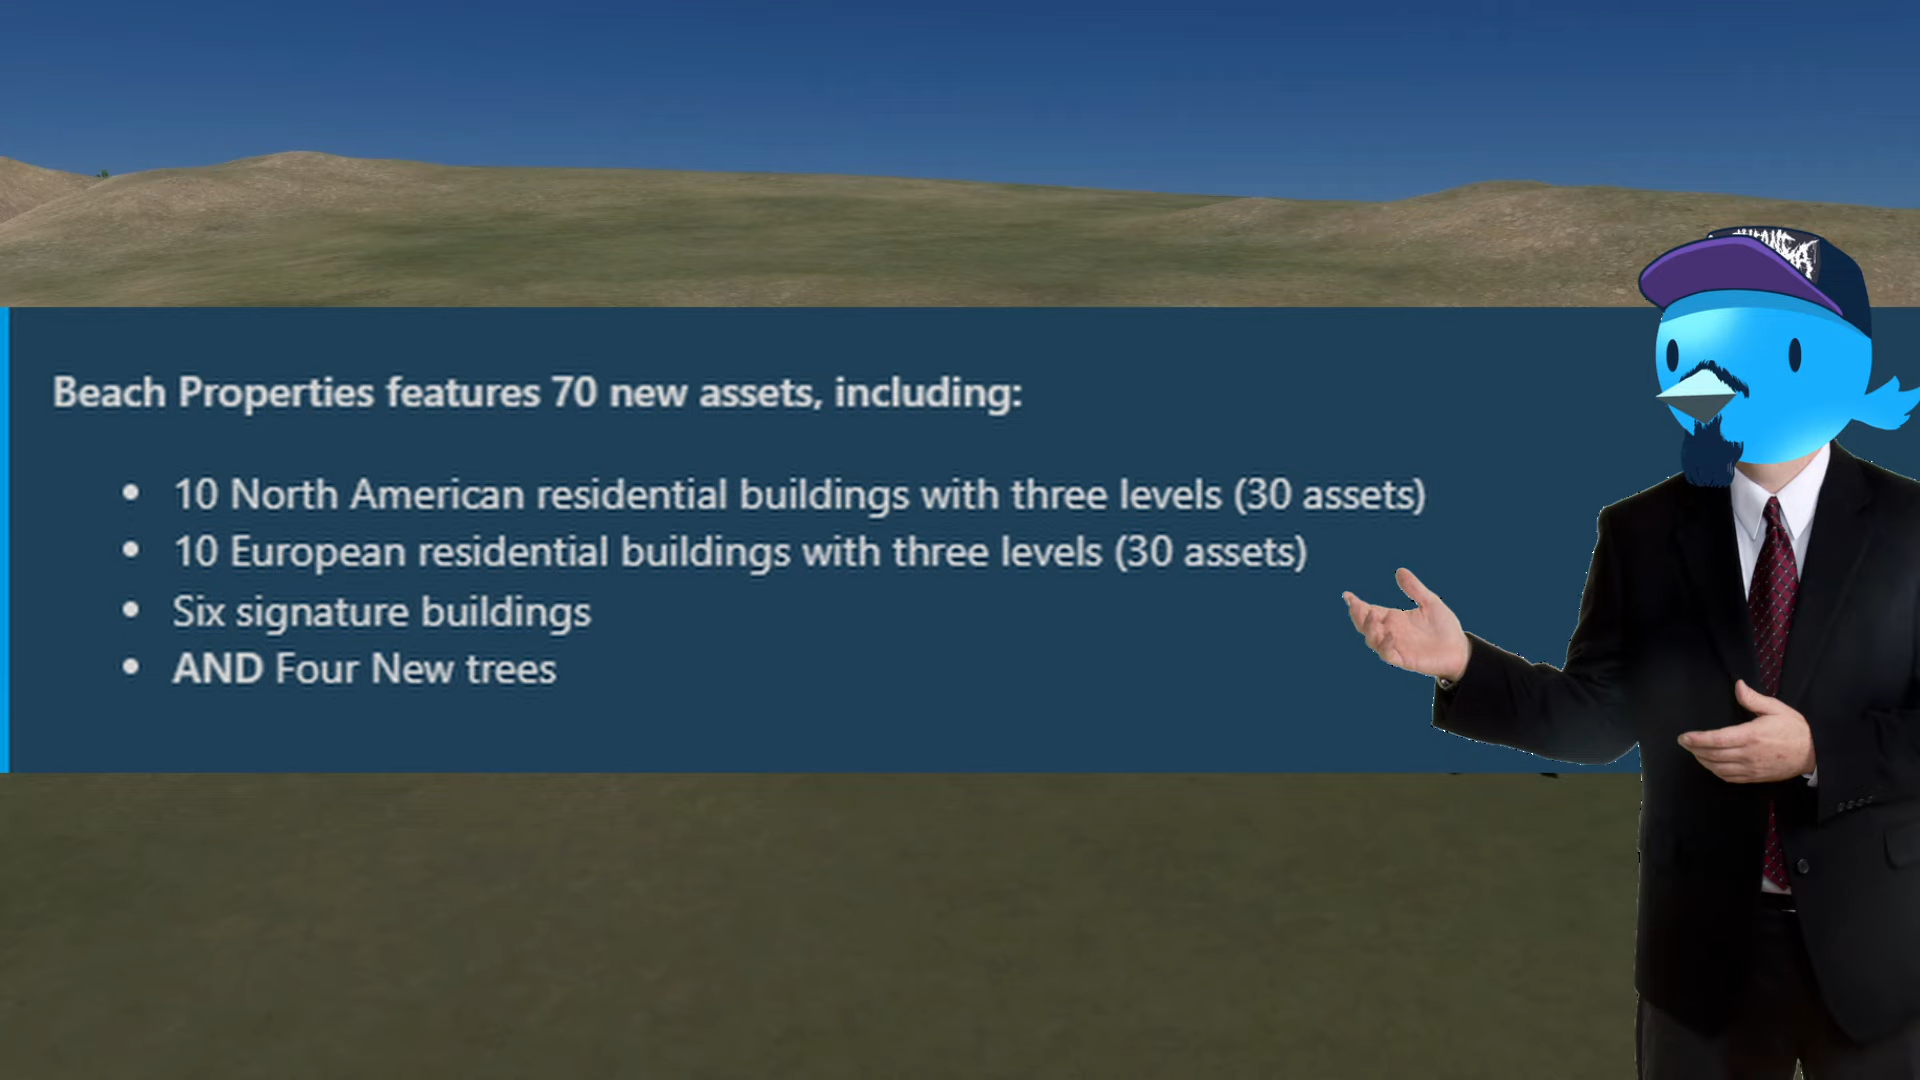 Beach Properties features 70 new assets, including:
• 10 North American residential buildings with three levels (30 assets)
• 10 European residential buildings with three levels (30 assets)
• Six signature buildings
• AND Four New trees